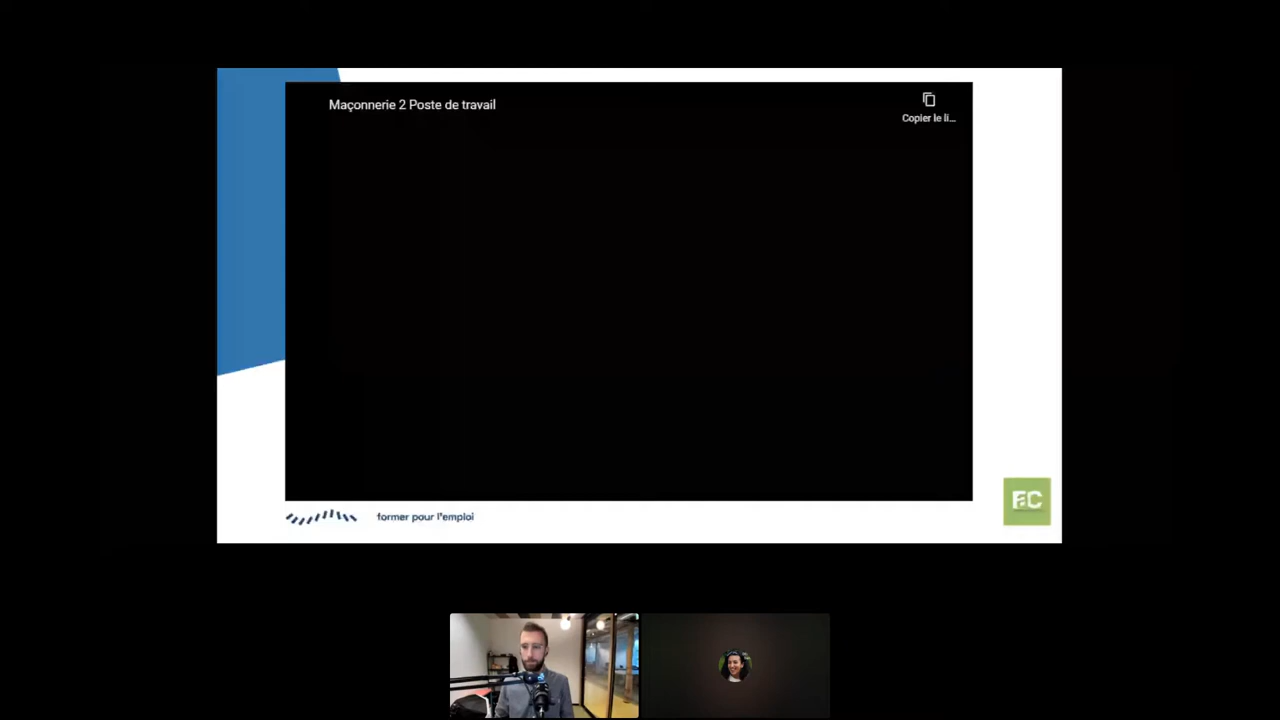 Maçonnerie 2 Poste de travail
Copier le li...
former pour l'emploi
FC